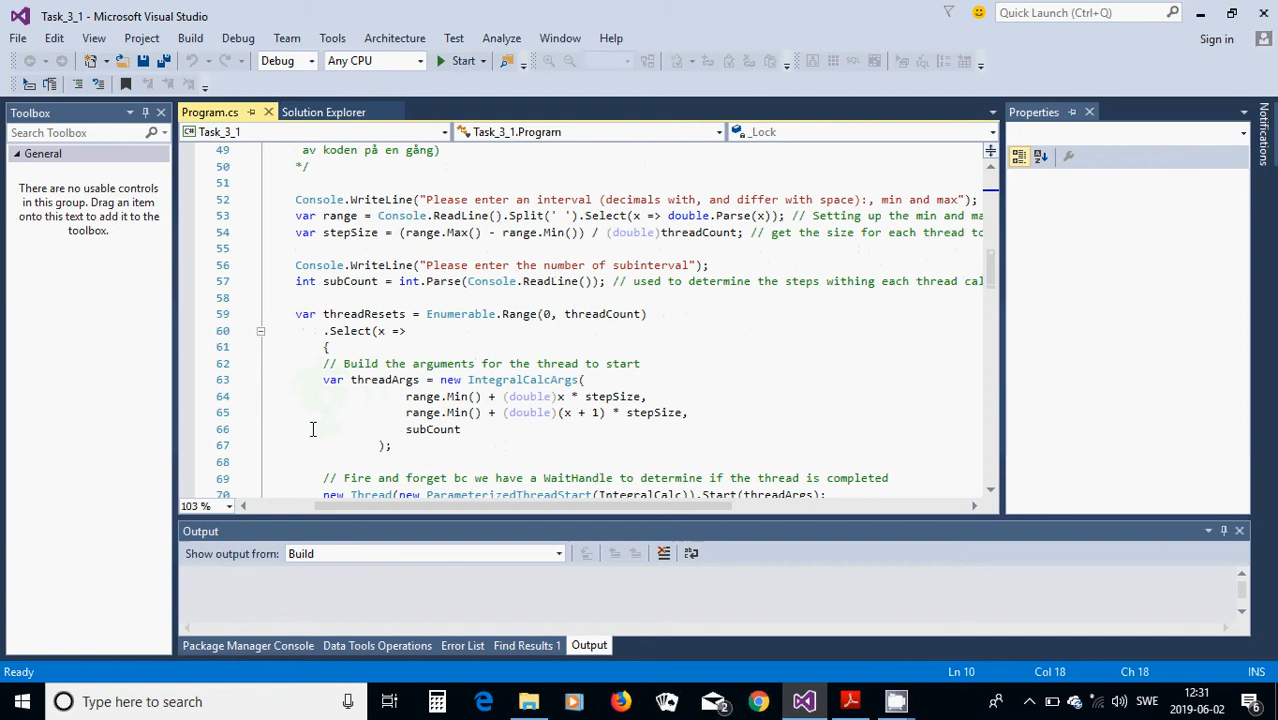 Task_3_1 - Microsoft Visual Studio
Quick Launch (Ctrl+Q)
File Edit View Project Build Debug Team Tools Architecture Test Analyze Window Help
Sign in
Debug Any CPU Start
Toolbox
Program.cs Solution Explorer
Properties
Notifications
Search Toolbox
Task_3_1 Task_3_1.Program _Lock
General
There are no usable controls
in this group. Drag an item
onto this text to add it to the
toolbox.
49 av koden på en gång)
50 */
51
52 Console.WriteLine("Please enter an interval (decimals with, and differ with space):, min and max");
53 var range = Console.ReadLine().Split(' ').Select(x => double.Parse(x)); // Setting up the min and ma
54 var stepSize = (range.Max() - range.Min()) / (double)threadCount; // get the size for each thread to
55
56 Console.WriteLine("Please enter the number of subinterval");
57 int subCount = int.Parse(Console.ReadLine()); // used to determine the steps withing each thread cal
58
59 var threadResets = Enumerable.Range(0, threadCount)
60 .Select(x =>
61 {
62 // Build the arguments for the thread to start
63 var threadArgs = new IntegralCalcArgs(
64 range.Min() + (double)x * stepSize,
65 range.Min() + (double)(x + 1) * stepSize,
66 subCount
67 );
68
69 // Fire and forget bc we have a WaitHandle to determine if the thread is completed
70 new Thread(new ParameterizedThreadStart(IntegralCalc)).Start(threadArgs);
103 %
Output
Show output from: Build
Package Manager Console Data Tools Operations Error List Find Results 1 Output
Ready Ln 10 Col 18 Ch 18 INS
Type here to search
2
SWE
12:31
2019-06-02
6